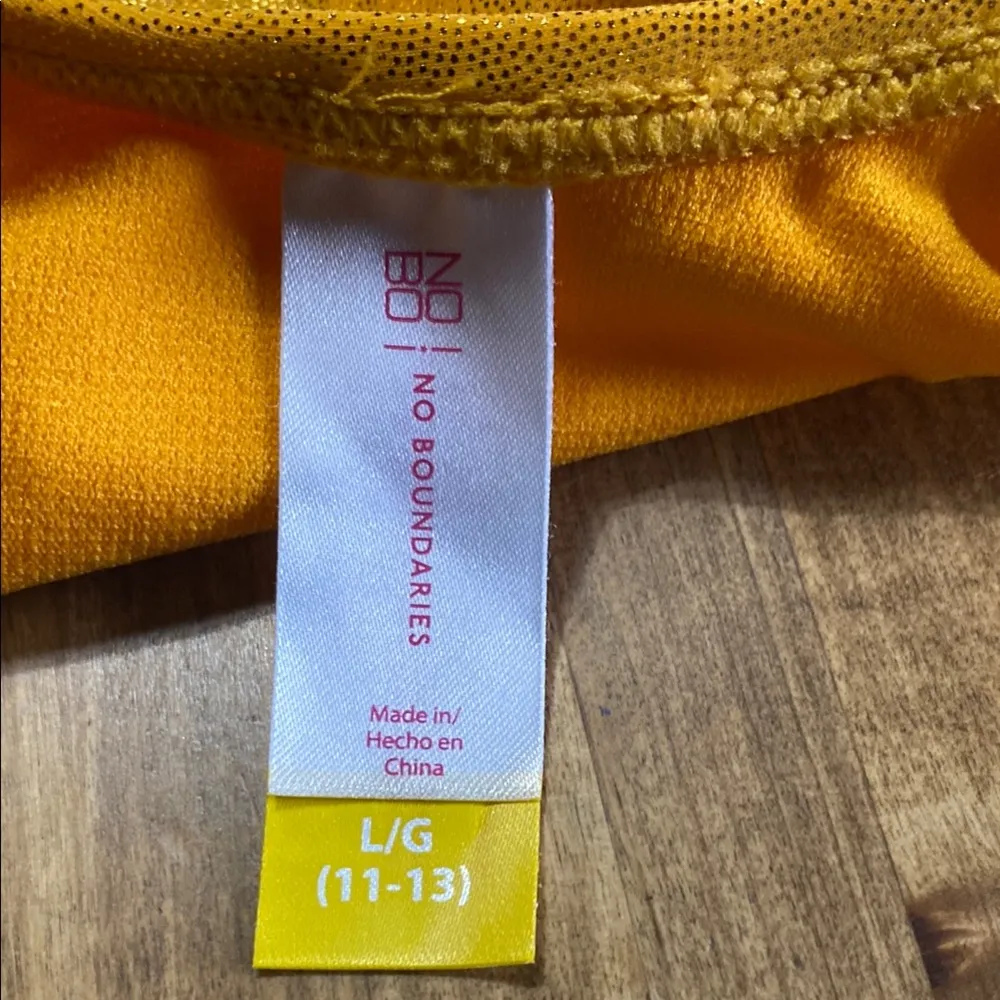 NO
BO
NO BOUNDARIES
Made in/
Hecho en
China
L/G
(11-13)